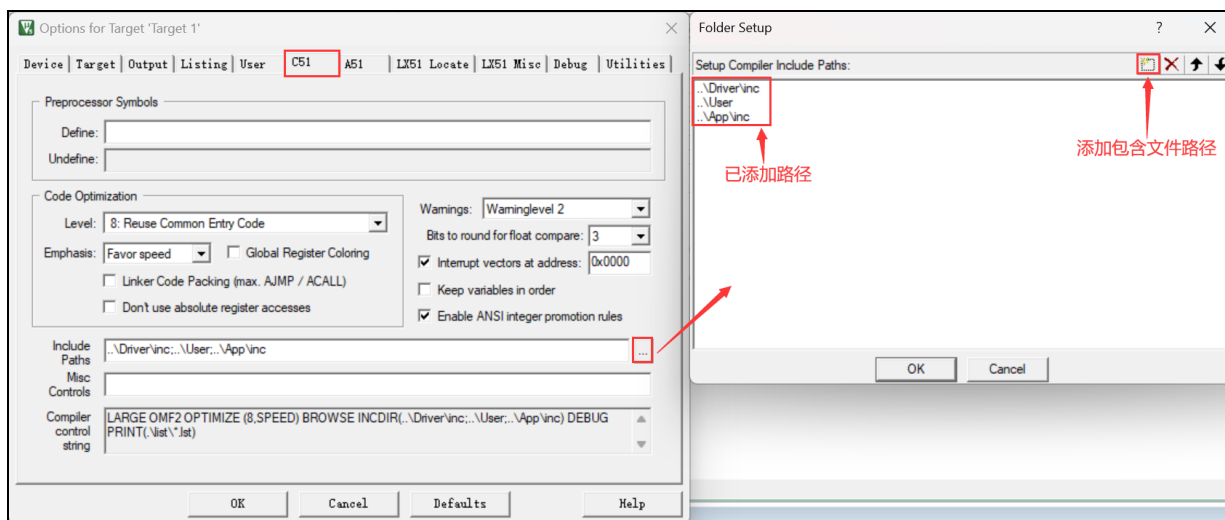 Options for Target 'Target 1'
Device Target Output Listing User C51 A51 LX51 Locate LX51 Misc Debug Utilities
Preprocessor Symbols
Define:
Undefine:
Code Optimization
Level: 8: Reuse Common Entry Code
Emphasis: Favor speed Global Register Coloring
Linker Code Packing (max. AJMP / ACALL)
Don't use absolute register accesses
Warnings: Warninglevel 2
Bits to round for float compare: 3
Interrupt vectors at address: 0x0000
Keep variables in order
Enable ANSI integer promotion rules
Include Paths ..\Driver\inc;..\User;..\App\inc ...
Misc Controls
Compiler control string LARGE OMF2 OPTIMIZE (8,SPEED) BROWSE INCDIR(..\Driver\inc;..\User;..\App\inc) DEBUG
PRINT(.\list\*.lst)
OK Cancel Defaults Help
Folder Setup ?
Setup Compiler Include Paths:
..\Driver\inc
..\User
..\App\inc
已添加路径
添加包含文件路径
OK Cancel